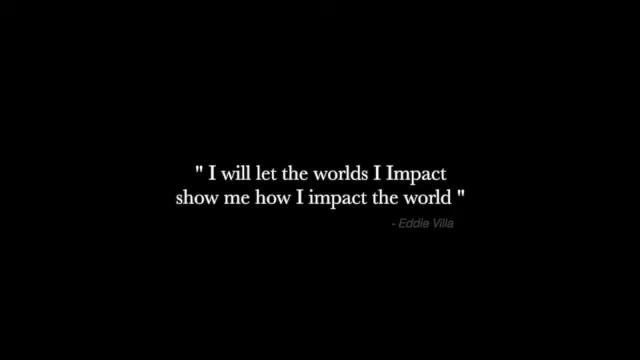 " I will let the worlds I Impact
show me how I impact the world "
- Eddie Villa